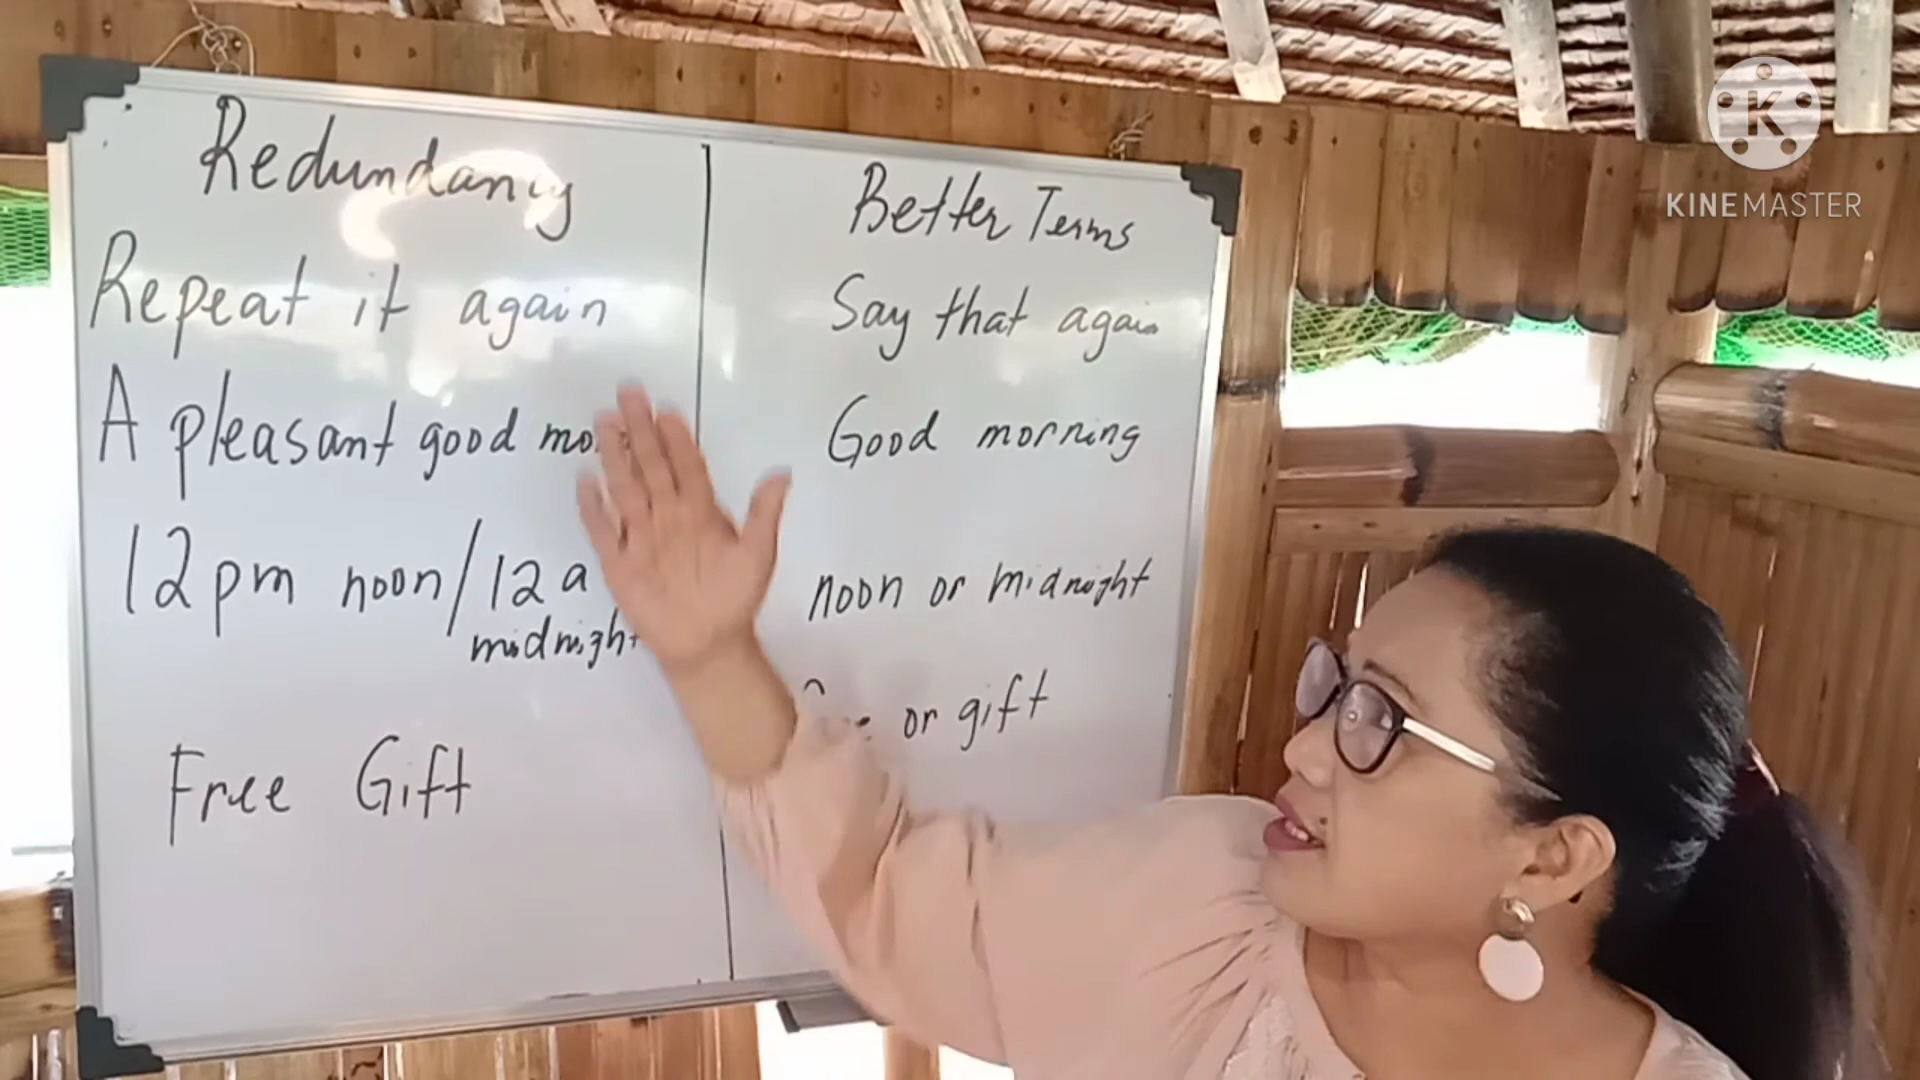 Redundancy
Repeat it again
A pleasant good
12pm noon/12a
midnight
Free Gift
Better Terms
Say that again
Good morning
noon or midnight
or gift
KINEMASTER